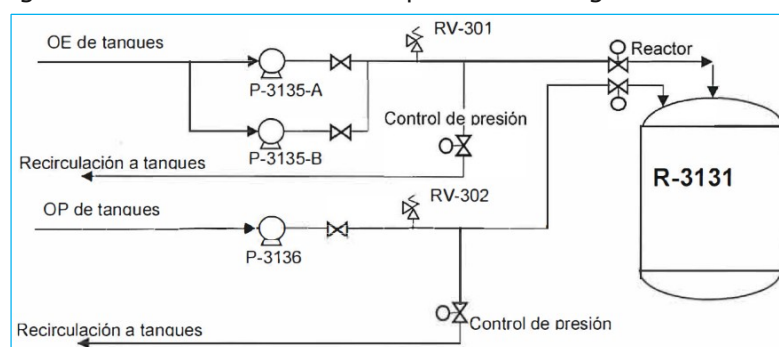 OE de tanques
RV-301
Reactor
P-3135-A
Control de presión
P-3135-B
Recirculación a tanques
R-3131
RV-302
OP de tanques
P-3136
Control de presión
Recirculación a tanques